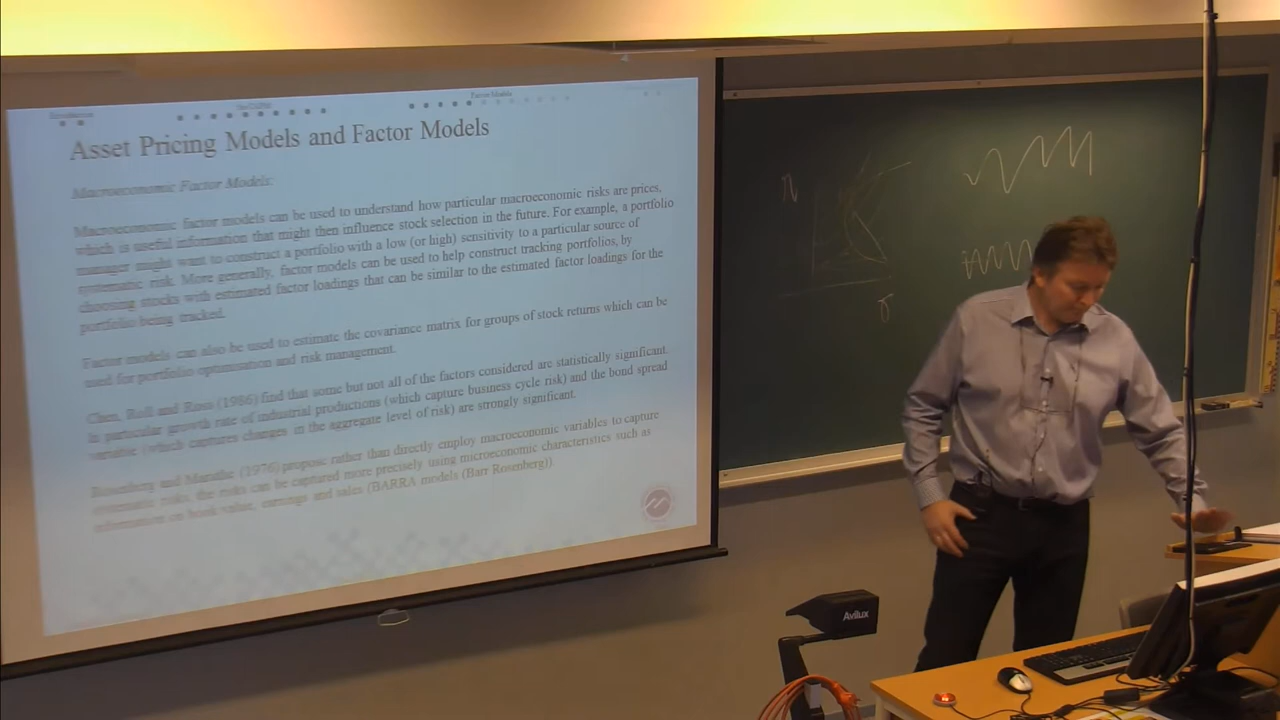 Factor Models
Asset Pricing Models and Factor Models
Macroeconomic Factor Models:
Macroeconomic factor models can be used to understand how particular macroeconomic risks are prices,
which is useful information that might then influence stock selection in the future. For example, a portfolio
manager might want to construct a portfolio with a low (or high) sensitivity to a particular source of
systematic risk. More generally, factor models can be used to help construct tracking portfolios, by
choosing stocks with estimated factor loadings that can be similar to the estimated factor loadings for the
portfolio being tracked.
Factor models can also be used to estimate the covariance matrix for groups of stock returns which can be
used for portfolio optimisation and risk management.
Chen, Roll and Ross (1986) find that some but not all of the factors considered are statistically significant.
In particular growth rate of industrial productions (which capture business cycle risk) and the bond spread
variable (which captures changes in the aggregate level of risk) are strongly significant.
Rosenberg and Marathe (1976) propose rather than directly employ macroeconomic variables to capture
systematic risks, the risks can be captured more precisely using microeconomic characteristics such as
information on book value, earnings and sales (BARRA models (Barr Rosenberg))
Avilux